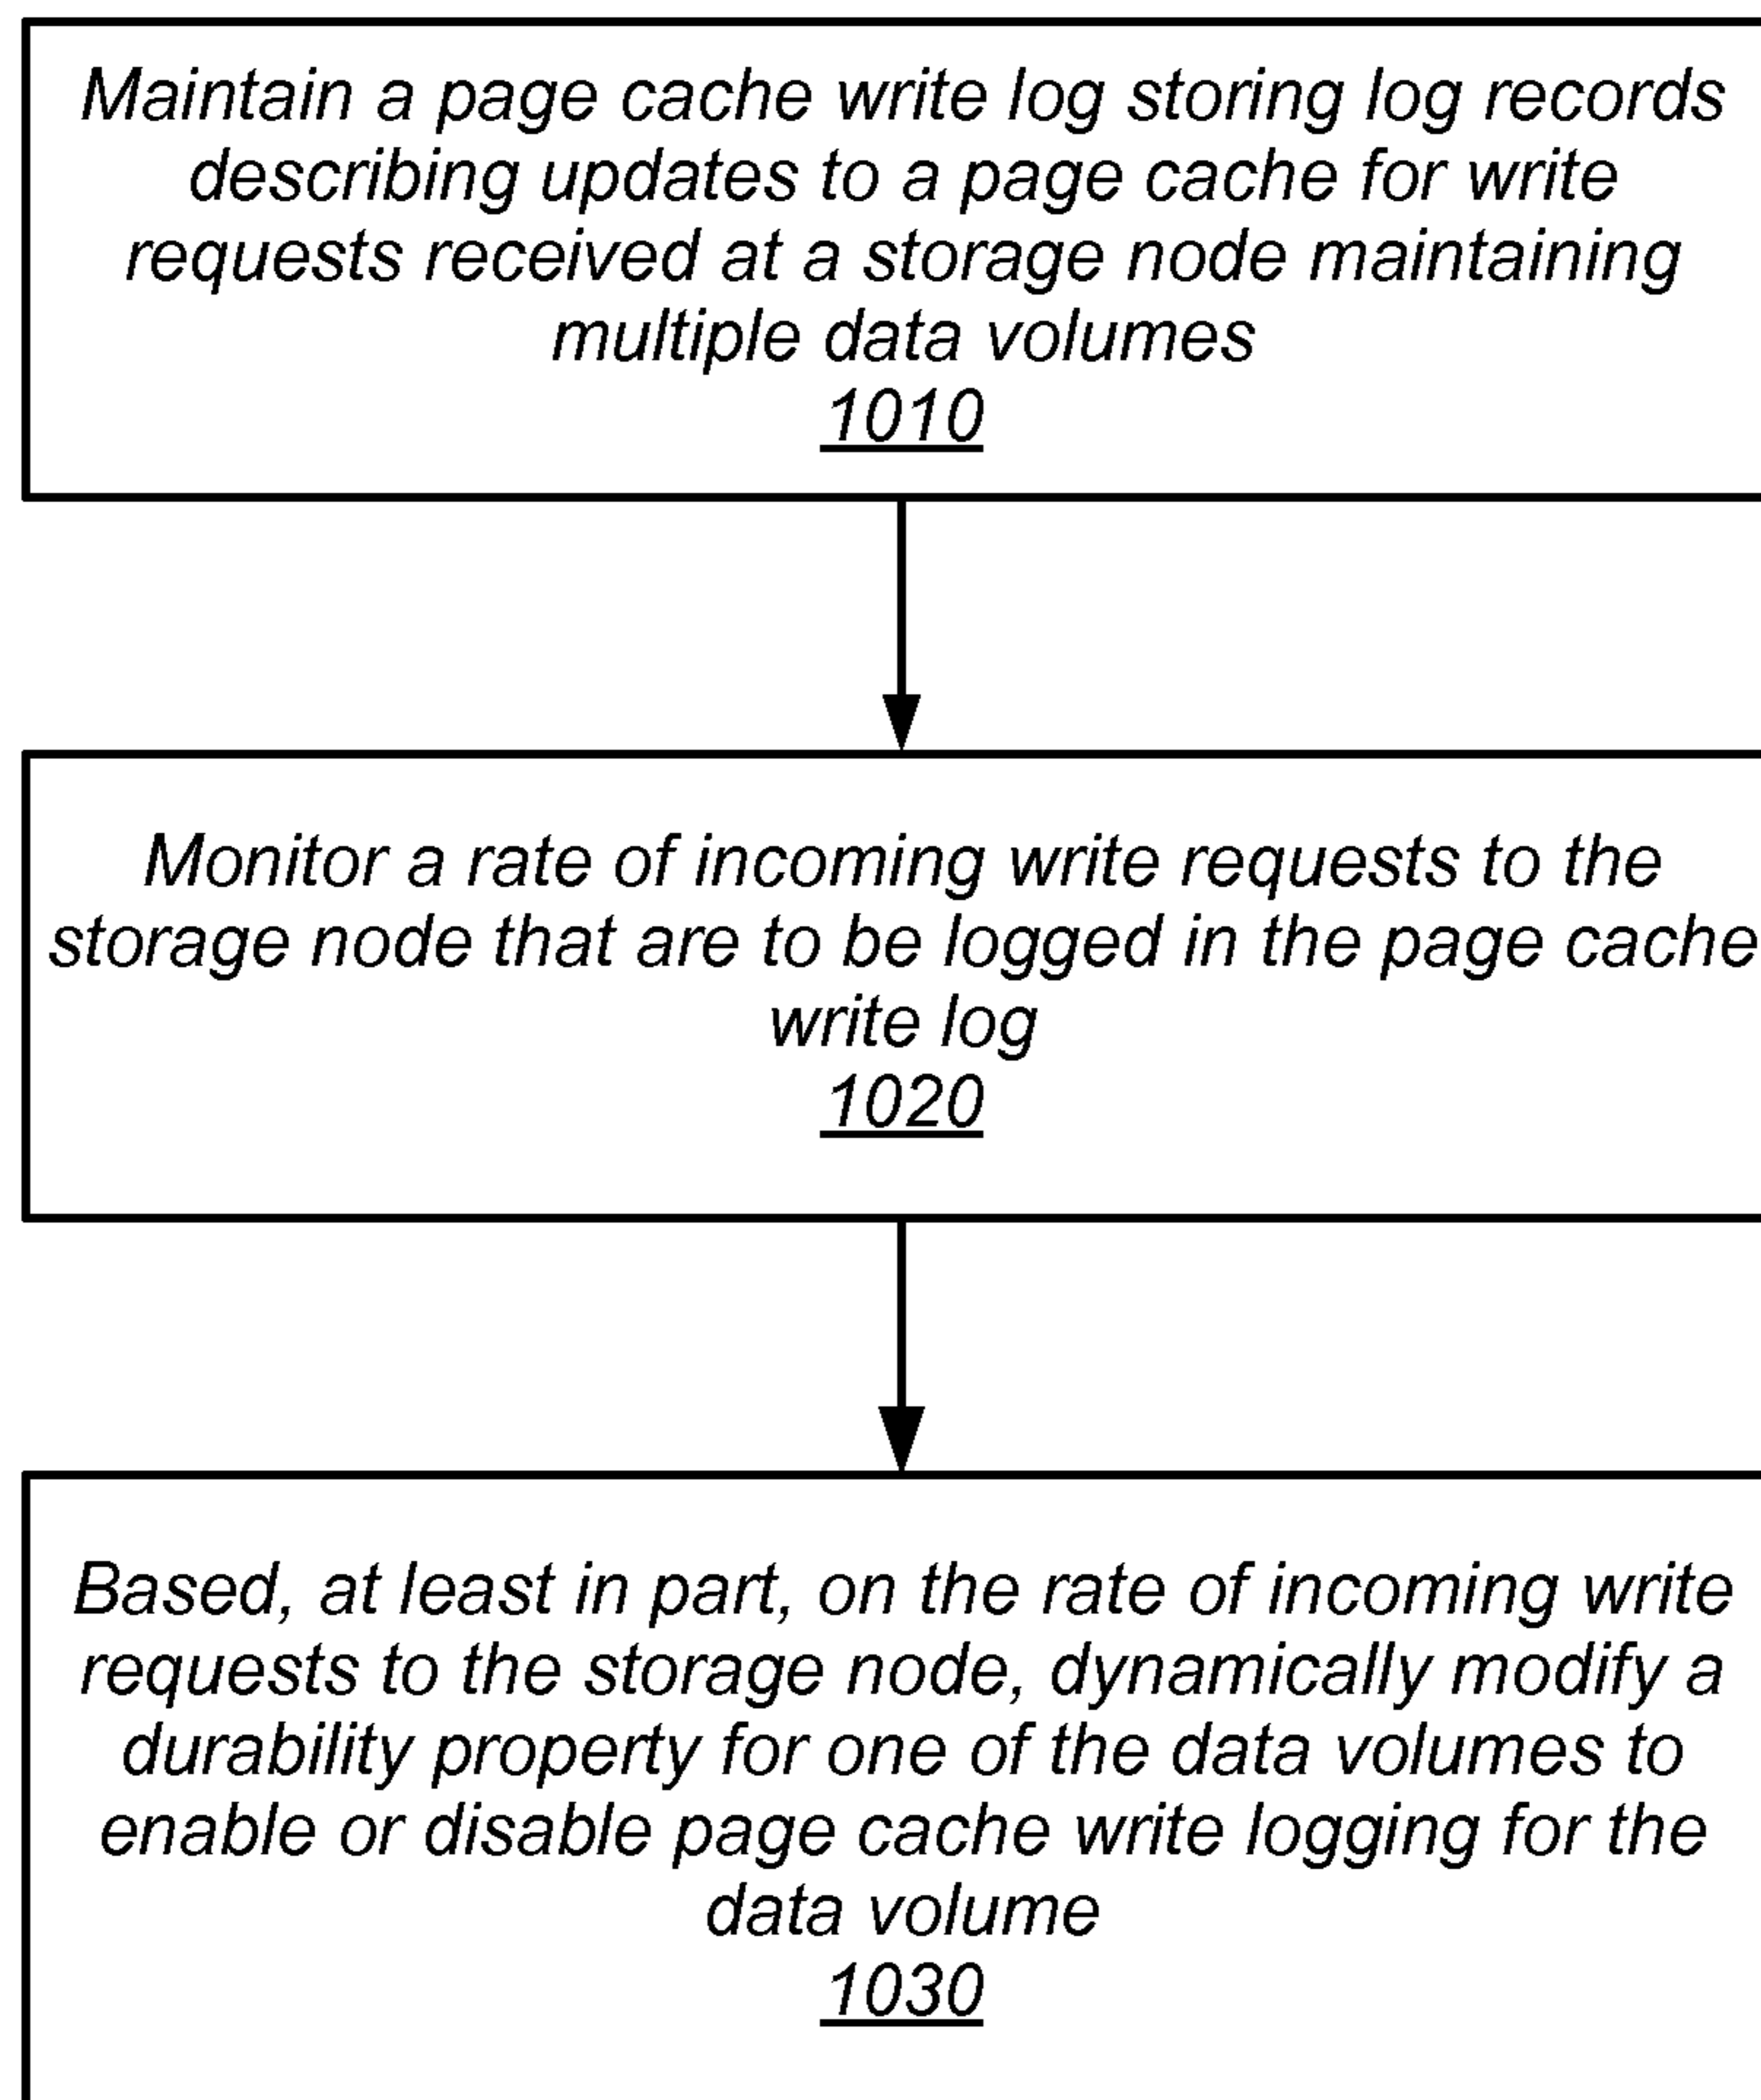 Maintain a page cache write log storing log records
describing updates to a page cache for write
requests received at a storage node maintaining
multiple data volumes
1010
Monitor a rate of incoming write requests to the
storage node that are to be logged in the page cache
write log
1020
Based, at least in part, on the rate of incoming write
requests to the storage node, dynamically modify a
durability property for one of the data volumes to
enable or disable page cache write logging for the
data volume
1030